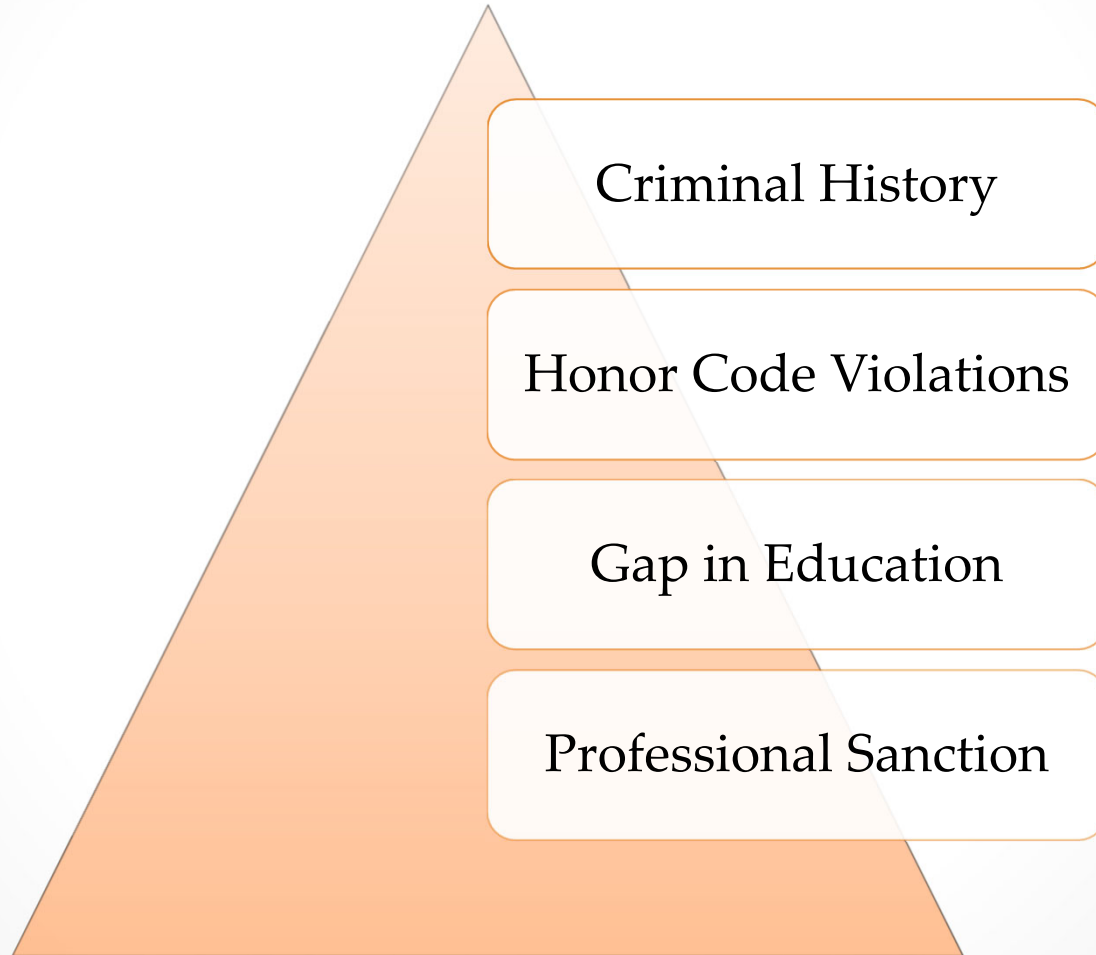 Criminal History
Honor Code Violations
Gap in Education
Professional Sanction